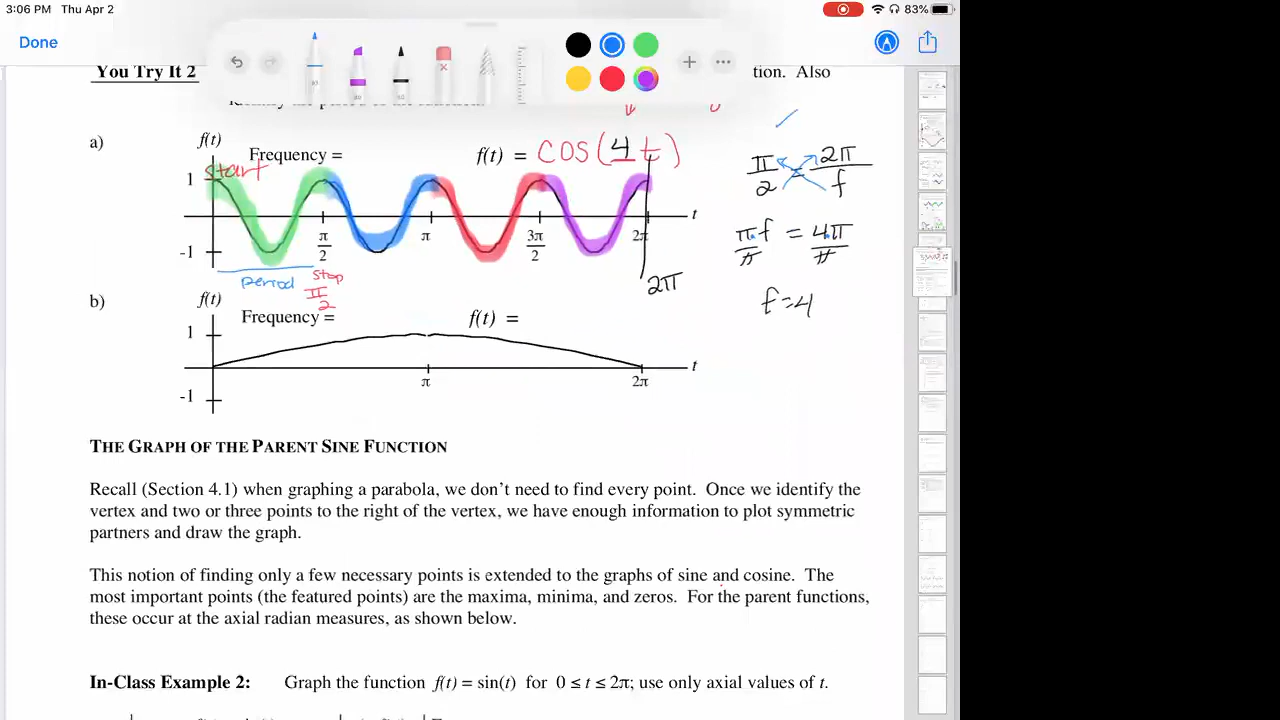 3:06 PM Thu Apr 2
83%
Done
You Try It 2
tion. Also
a)
f(t)
Frequency =
f(t) = cos(4t)
start
1
-1
π/2
π
3π/2
2π
t
period
stop
π/2
2π
π/2 = 2π/f
π·f = 4π
π π
f=4
b)
f(t)
Frequency =
f(t) =
1
-1
π
2π
t
THE GRAPH OF THE PARENT SINE FUNCTION
Recall (Section 4.1) when graphing a parabola, we don't need to find every point. Once we identify the
vertex and two or three points to the right of the vertex, we have enough information to plot symmetric
partners and draw the graph.
This notion of finding only a few necessary points is extended to the graphs of sine and cosine. The
most important points (the featured points) are the maxima, minima, and zeros. For the parent functions,
these occur at the axial radian measures, as shown below.
In-Class Example 2: Graph the function f(t) = sin(t) for 0 ≤ t ≤ 2π; use only axial values of t.